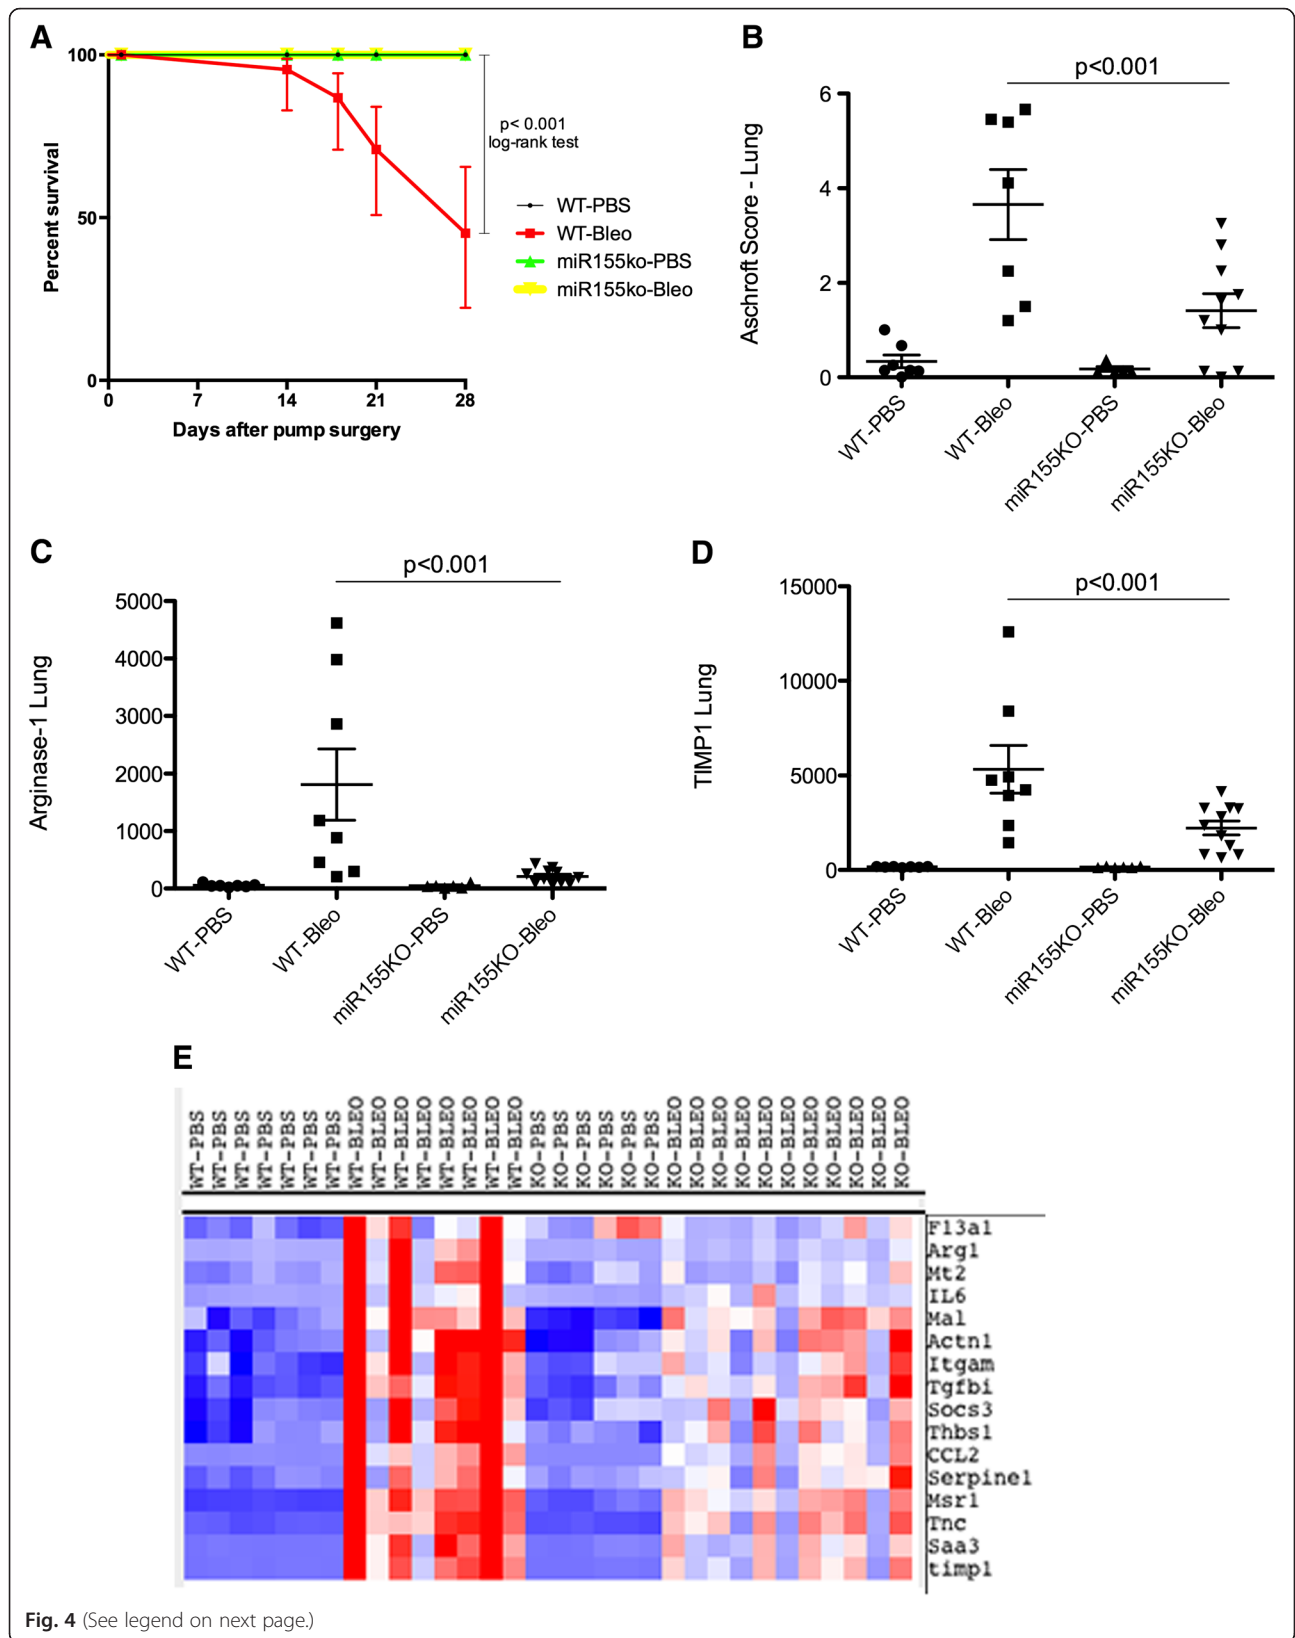 A
100
50
0
Percent survival
0 7 14 21 28
Days after pump surgery
p< 0.001
log-rank test
WT-PBS
WT-Bleo
miR155ko-PBS
miR155ko-Bleo
B
p<0.001
6
4
2
0
Aschroft Score - Lung
WT-PBS
WT-Bleo
miR155KO-PBS
miR155KO-Bleo
C
p<0.001
5000
4000
3000
2000
1000
0
Arginase-1 Lung
WT-PBS
WT-Bleo
miR155KO-PBS
miR155KO-Bleo
D
p<0.001
15000
10000
5000
0
TIMP1 Lung
WT-PBS
WT-Bleo
miR155KO-PBS
miR155KO-Bleo
E
WT-PBS
WT-PBS
WT-PBS
WT-PBS
WT-PBS
WT-PBS
WT-PBS
WT-BLEO
WT-BLEO
WT-BLEO
WT-BLEO
WT-BLEO
WT-BLEO
WT-BLEO
WT-BLEO
KO-PBS
KO-PBS
KO-PBS
KO-PBS
KO-PBS
KO-PBS
KO-BLEO
KO-BLEO
KO-BLEO
KO-BLEO
KO-BLEO
KO-BLEO
KO-BLEO
KO-BLEO
KO-BLEO
KO-BLEO
KO-BLEO
F13a1
Arg1
Mt2
IL6
Mal
Actn1
Itgam
Tgfbi
Socs3
Thbs1
CCL2
Serpine1
Msr1
Tnc
Saa3
timp1
Fig. 4 (See legend on next page.)